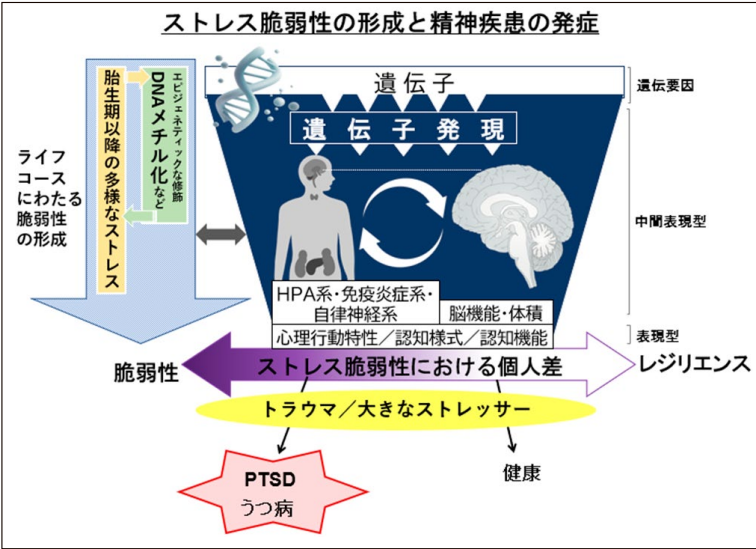 ストレス脆弱性の形成と精神疾患の発症
遺伝子
遺伝要因
遺伝子発現
エピジェネティックな修飾
DNAメチル化など
胎生期以降の多様なストレス
ライフ
コース
にわたる
脆弱性
の形成
中間表現型
HPA系・免疫炎症系・
自律神経系
脳機能・体積
心理行動特性／認知様式／認知機能
表現型
脆弱性
ストレス脆弱性における個人差
レジリエンス
トラウマ／大きなストレッサー
PTSD
うつ病
健康